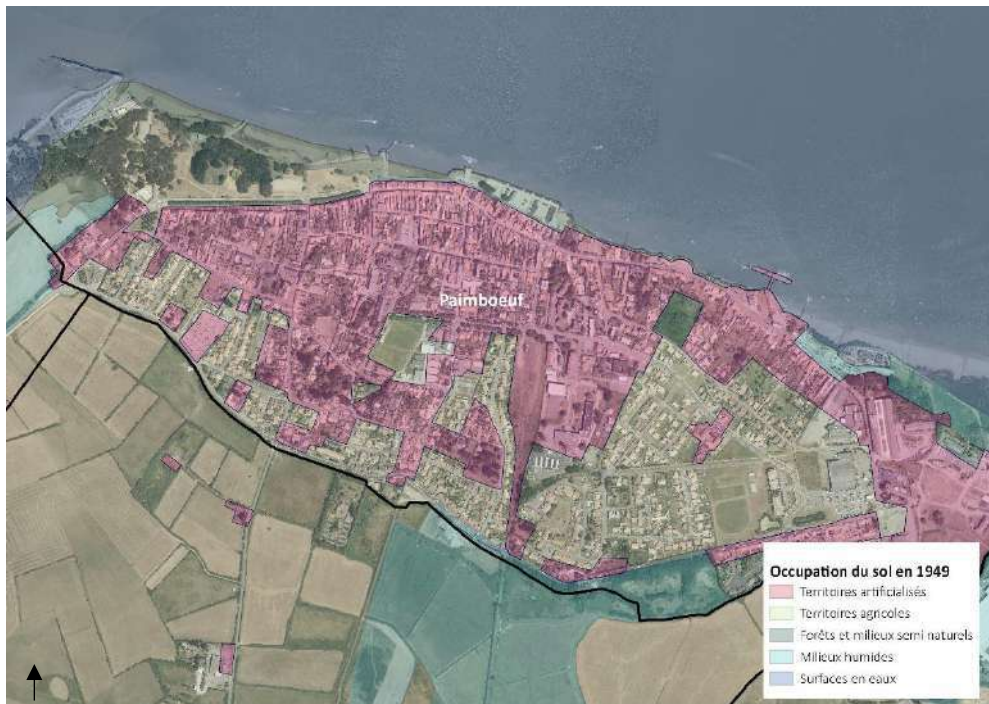 Paimboeuf
Occupation du sol en 1949
Territoires artificialisés
Territoires agricoles
Forêts et milieux semi naturels
Milieux humides
Surfaces en eaux